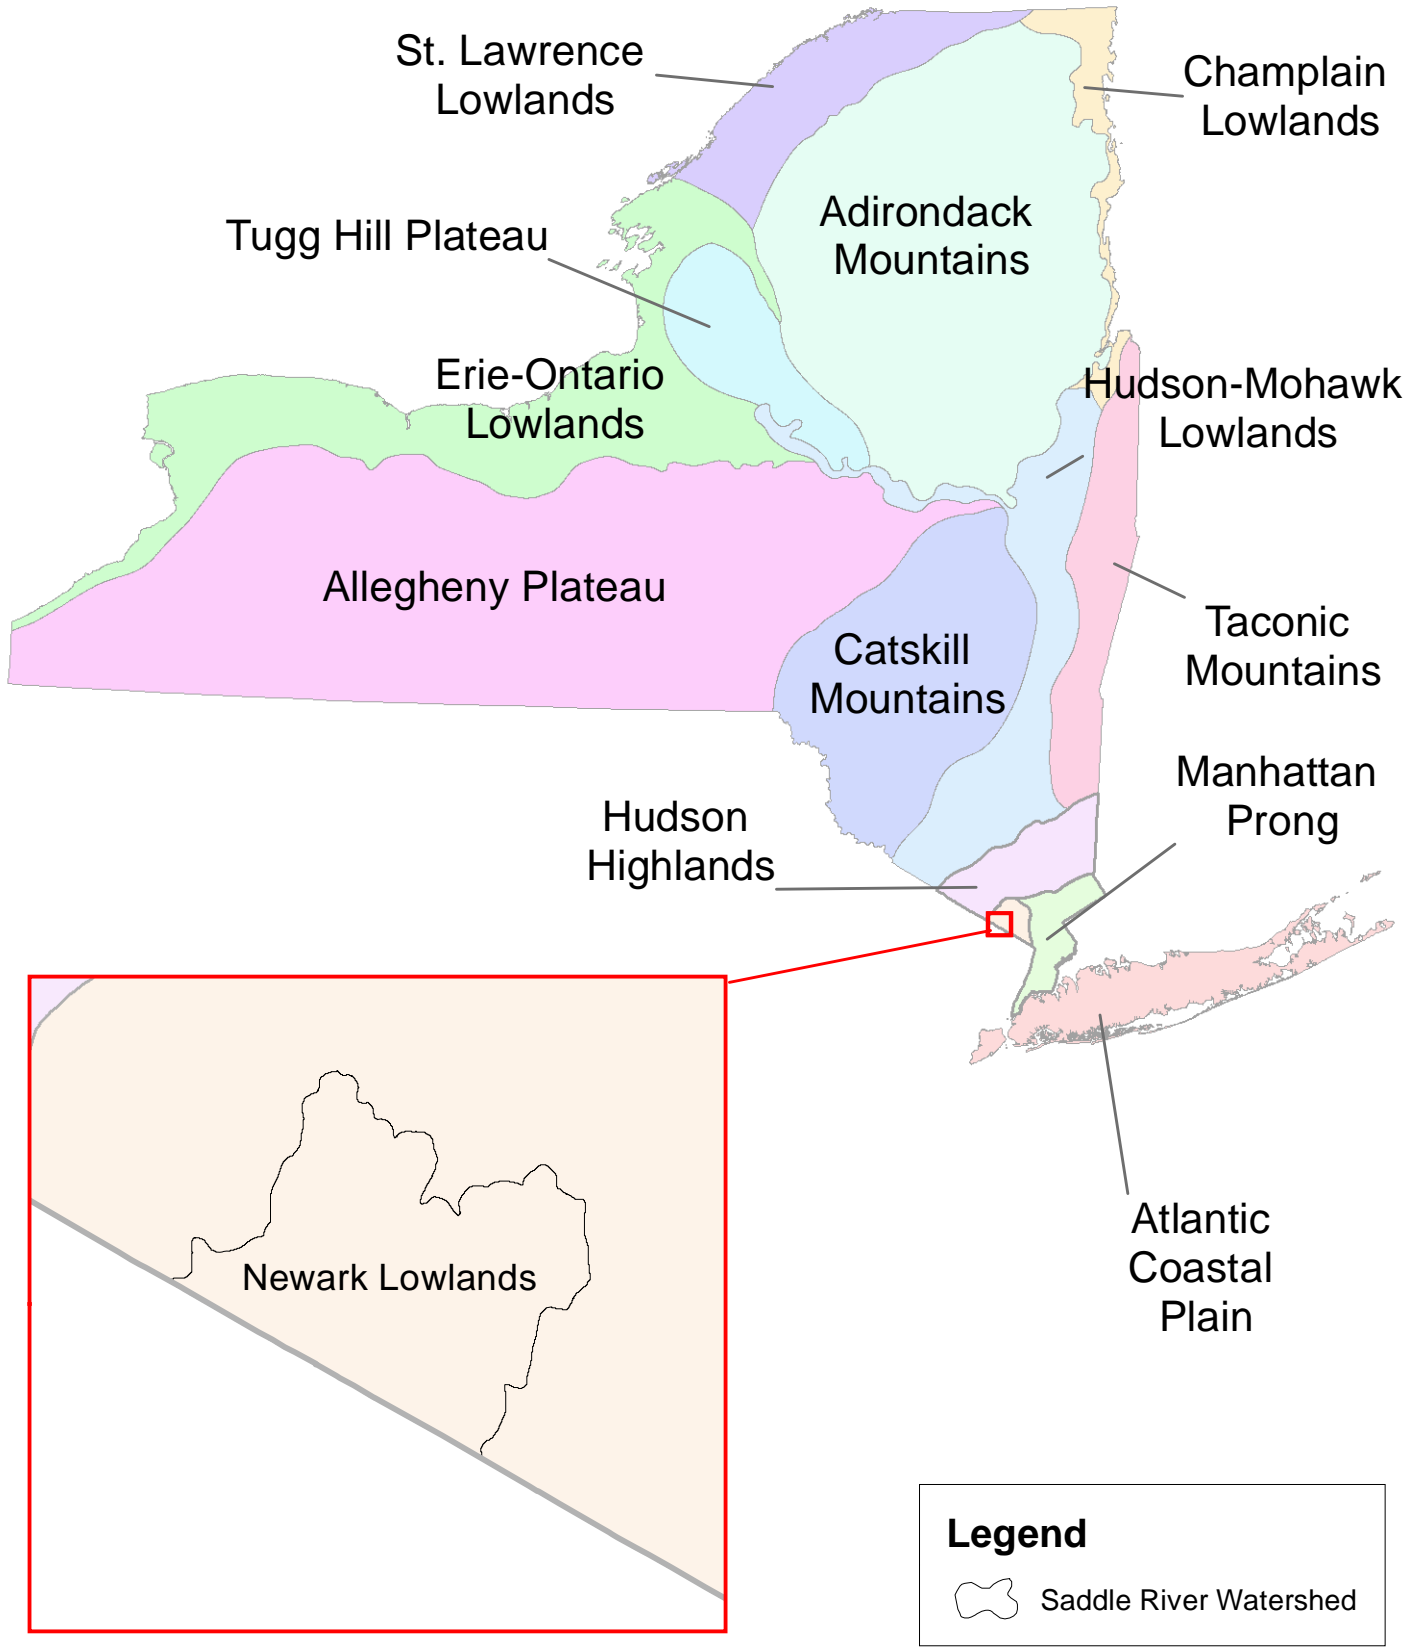 St. Lawrence
Lowlands
Champlain
Lowlands
Adirondack
Mountains
Tugg Hill Plateau
Erie-Ontario
Lowlands
Hudson-Mohawk
Lowlands
Allegheny Plateau
Catskill
Mountains
Taconic
Mountains
Manhattan
Prong
Hudson
Highlands
Newark Lowlands
Atlantic
Coastal
Plain
Legend
Saddle River Watershed